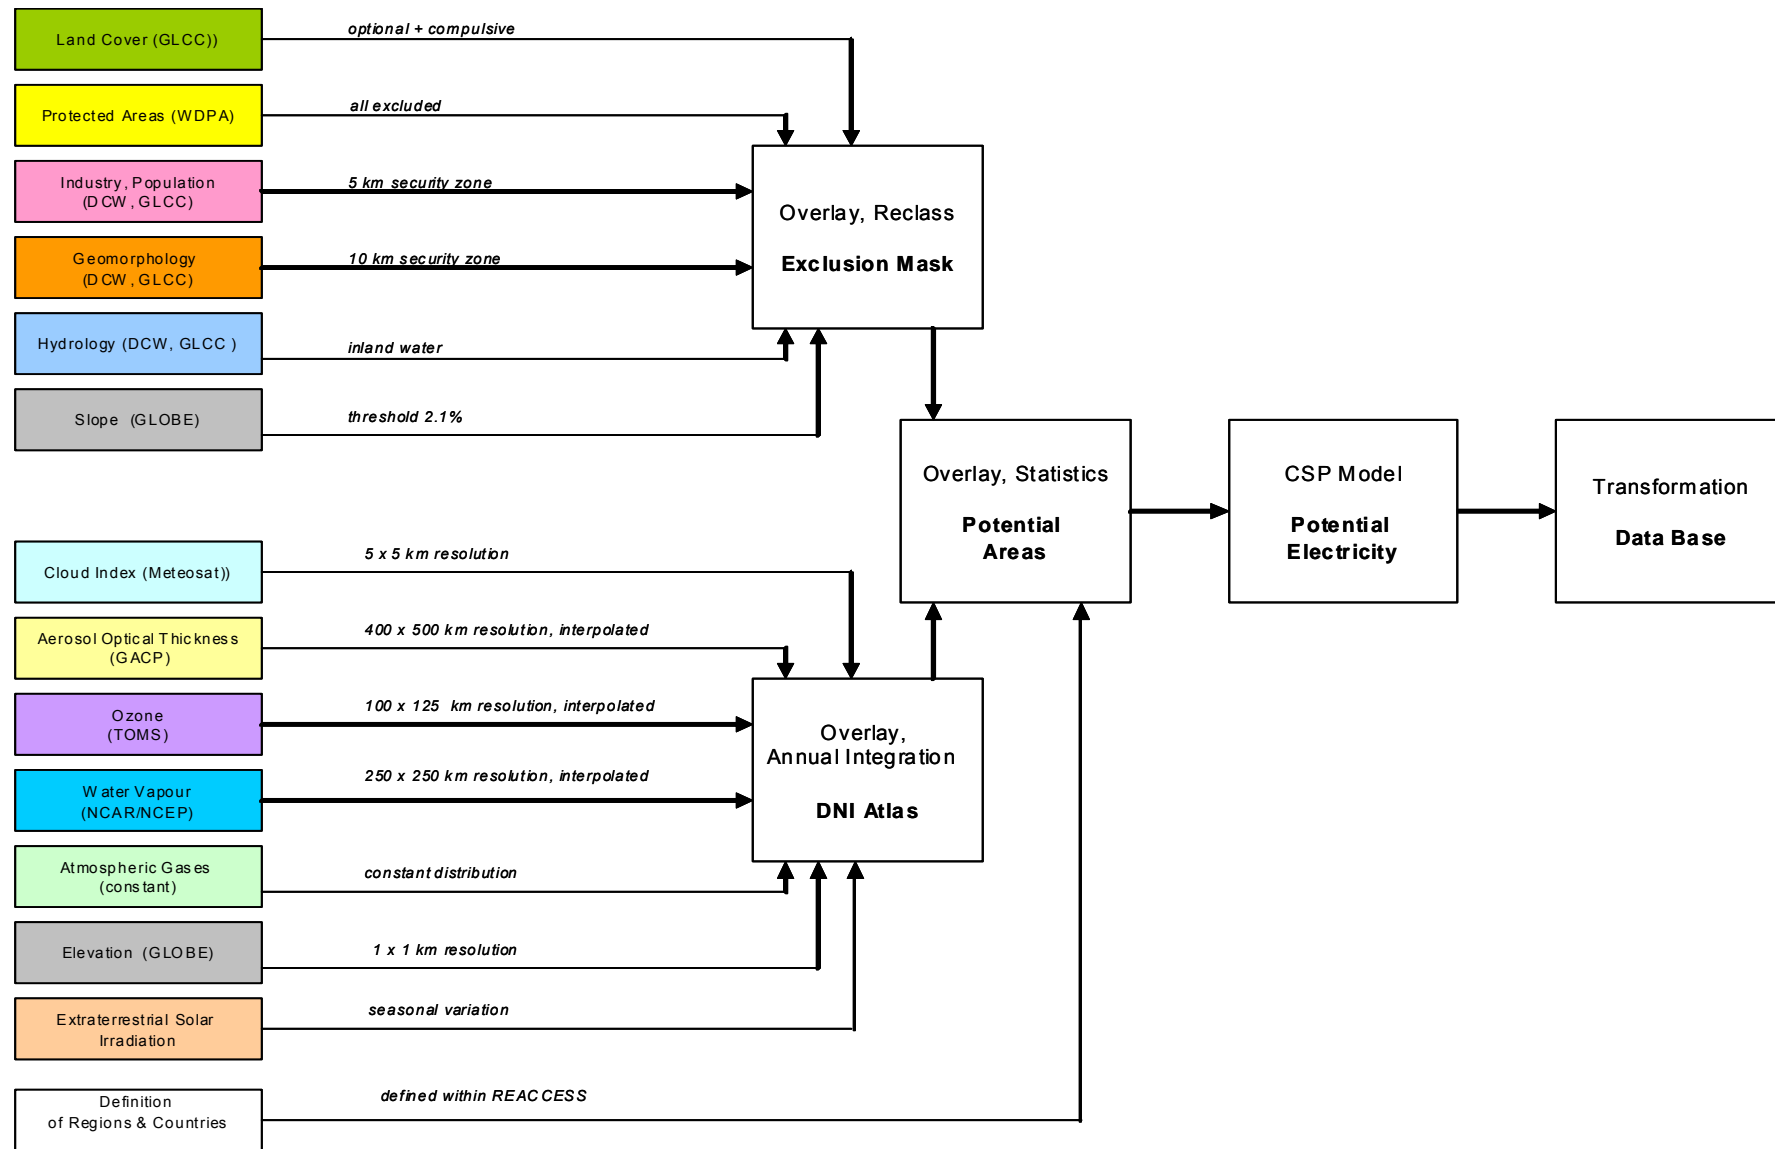 Land Cover (GLCC))
optional + compulsive
Protected Areas (WDPA)
all excluded
Industry, Population
(DCW, GLCC)
5 km security zone
Geomorphology
(DCW, GLCC)
10 km security zone
Hydrology (DCW, GLCC )
inland water
Slope (GLOBE)
threshold 2.1%
Overlay, Reclass
Exclusion Mask
Overlay, Statistics
Potential
Areas
CSP Model
Potential
Electricity
Transformation
Data Base
Cloud Index (Meteosat))
5 x 5 km resolution
Aerosol Optical Thickness
(GACP)
400 x 500 km resolution, interpolated
Ozone
(TOMS)
100 x 125 km resolution, interpolated
Water Vapour
(NCAR/NCEP)
250 x 250 km resolution, interpolated
Atmospheric Gases
(constant)
constant distribution
Elevation (GLOBE)
1 x 1 km resolution
Extraterrestrial Solar
Irradiation
seasonal variation
Overlay,
Annual Integration
DNI Atlas
Definition
of Regions & Countries
defined within REACCESS